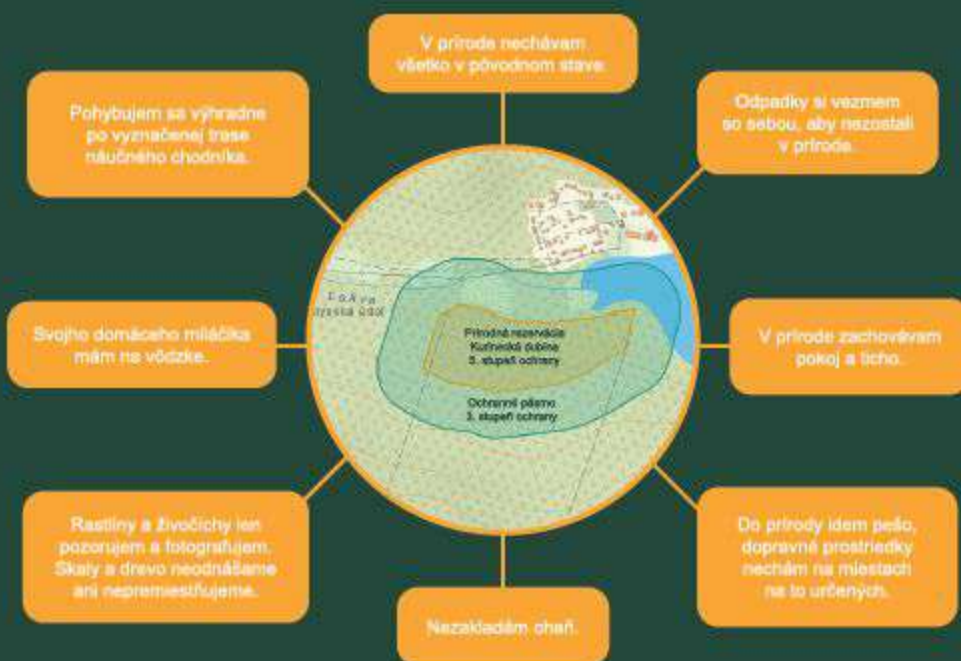 V prírode nechávam
všetko v pôvodnom stave.
Pohybujem sa výhradne
po vyznačenej trase
náučného chodníka.
Odpadky si vezmem
so sebou, aby nezostali
v prírode.
Svojho domáceho miláčika
mám na vôdzke.
Prírodná rezervácia
Kurinecká dubina
5. stupeň ochrany
Ochranné pásmo
3. stupeň ochrany
V prírode zachovávam
pokoj a ticho.
Rastliny a živočíchy len
pozorujem a fotografujem.
Skaly a drevo neodnášame
ani nepremiestňujeme.
Do prírody idem pešo,
dopravné prostriedky
nechám na miestach
na to určených.
Nezakladám oheň.